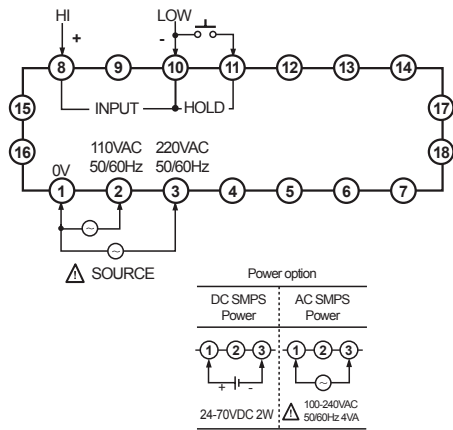 HI
LOW
+
-
8
9
10
11
12
13
14
INPUT
HOLD
15
17
16
18
110VAC
50/60Hz
220VAC
50/60Hz
0V
1
2
3
4
5
6
7
~
~
! SOURCE
Power option
DC SMPS
Power
AC SMPS
Power
1 2 3
1 2 3
+ -
~
24-70VDC 2W
! 100-240VAC
50/60Hz 4VA